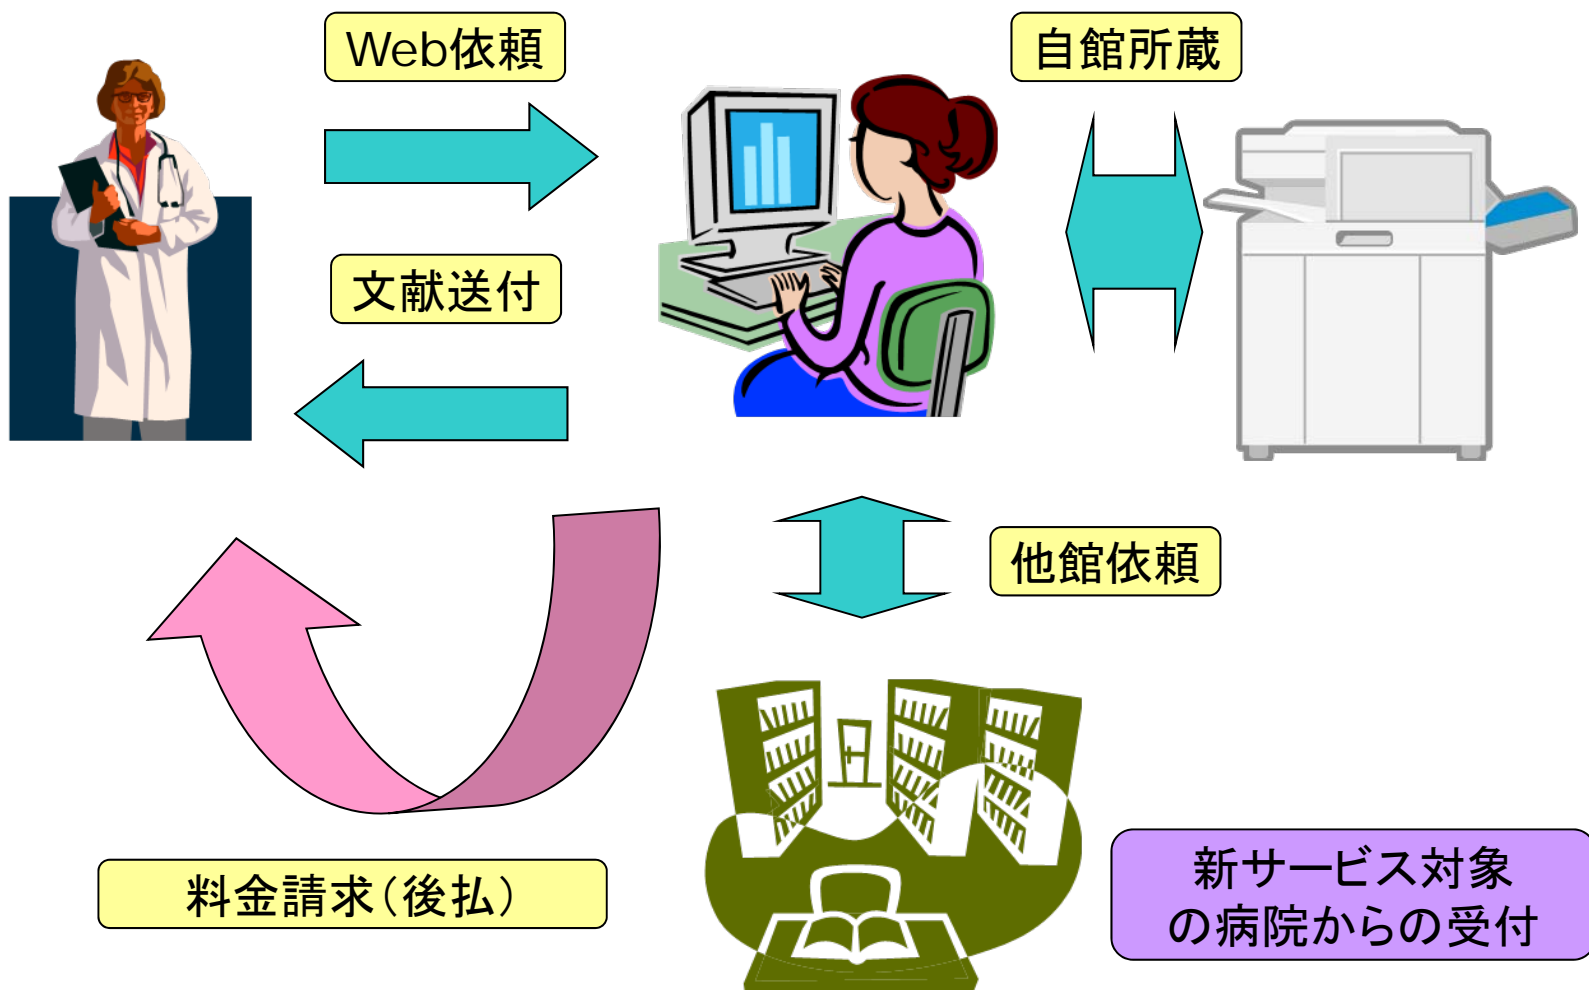 Web依頼
自館所蔵
文献送付
他館依頼
料金請求（後払）
新サービス対象
の病院からの受付